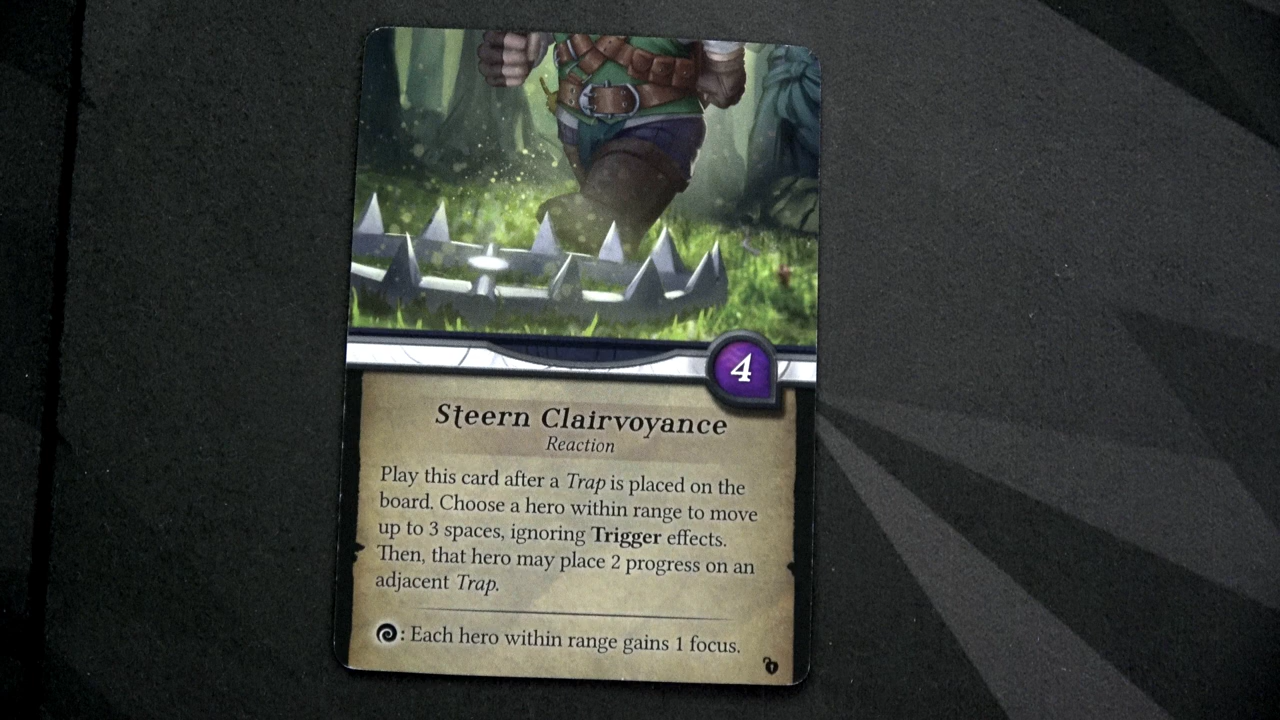 4
Steern Clairvoyance
Reaction
Play this card after a Trap is placed on the
board. Choose a hero within range to move
up to 3 spaces, ignoring Trigger effects.
Then, that hero may place 2 progress on an
adjacent Trap.
: Each hero within range gains 1 focus.